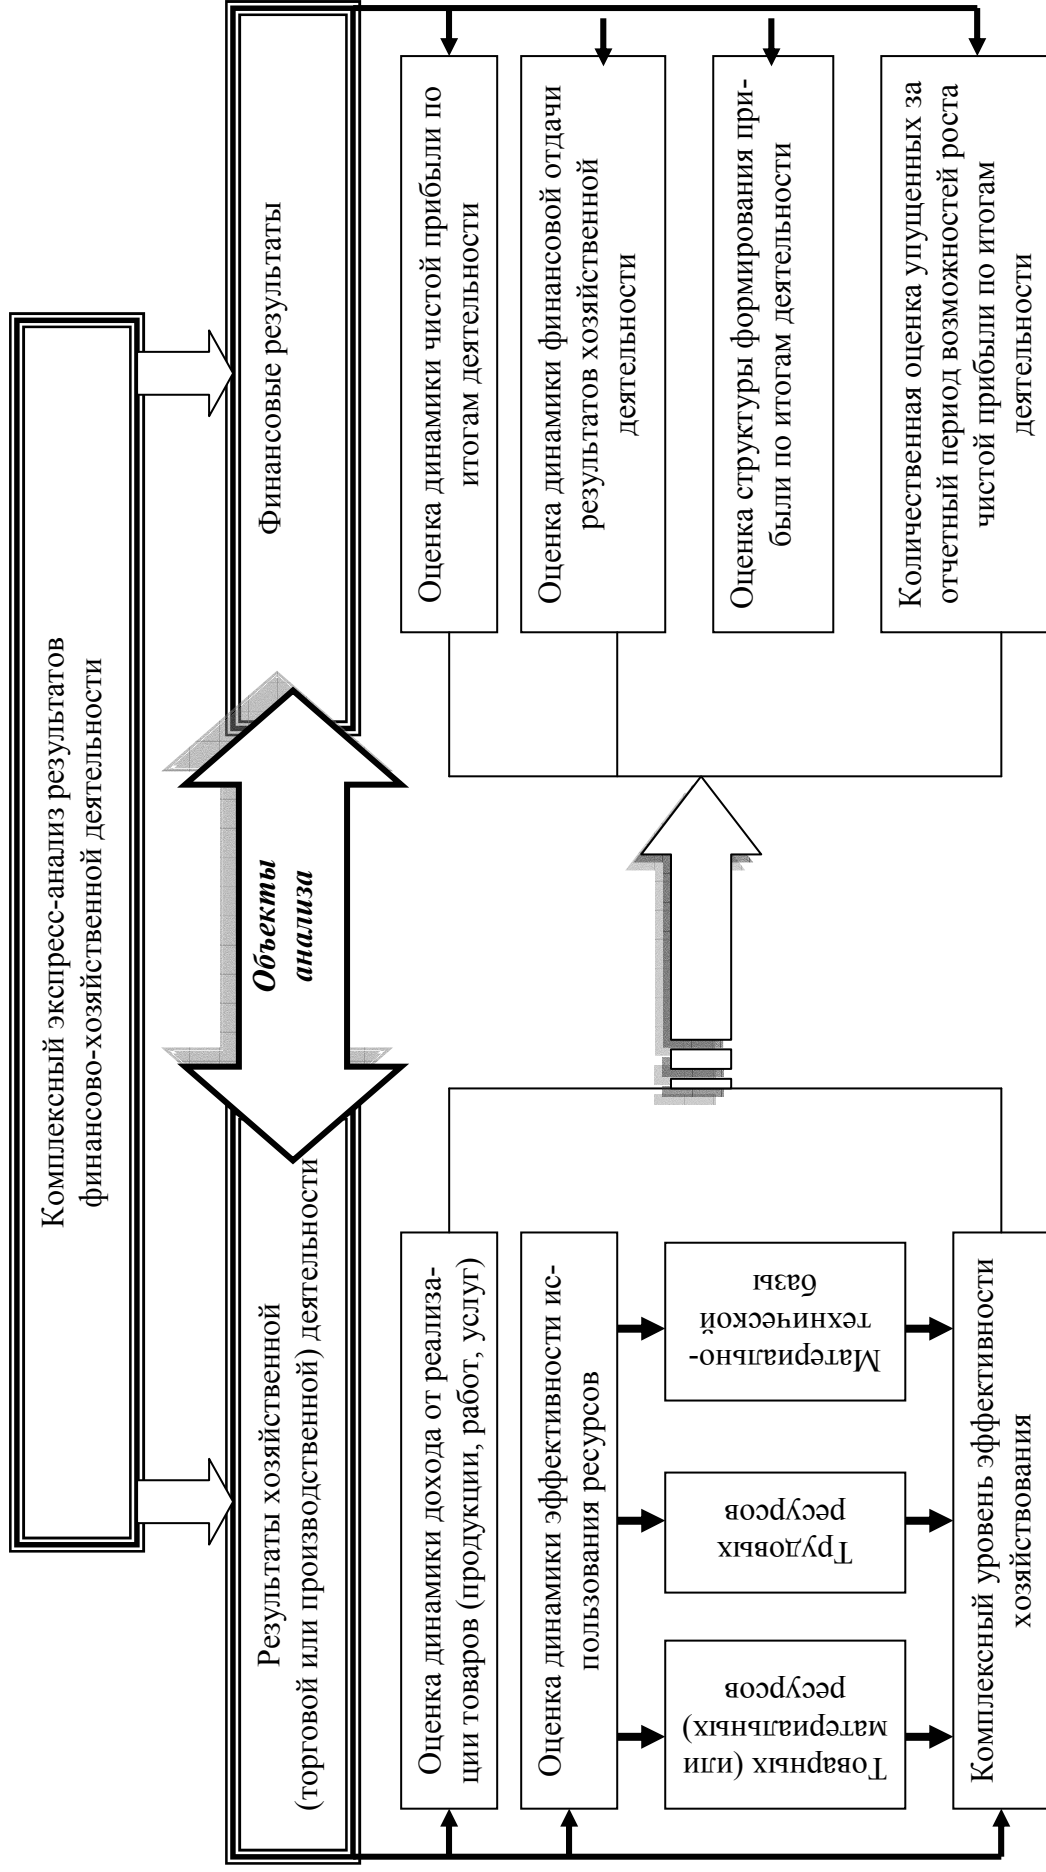 Комплексный экспресс-анализ результатов
финансово-хозяйственной деятельности
Результаты хозяйственной
(торговой или производственной) деятельности
Объекты
анализа
Финансовые результаты
Оценка динамики дохода от реализа-
ции товаров (продукции, работ, услуг)
Оценка динамики эффективности ис-
пользования ресурсов
Товарных (или
материальных)
ресурсов
Трудовых
ресурсов
Материально-
технической
базы
Комплексный уровень эффективности
хозяйствования
Оценка динамики чистой прибыли по
итогам деятельности
Оценка динамики финансовой отдачи
результатов хозяйственной
деятельности
Оценка структуры формирования при-
были по итогам деятельности
Количественная оценка упущенных за
отчетный период возможностей роста
чистой прибыли по итогам
деятельности